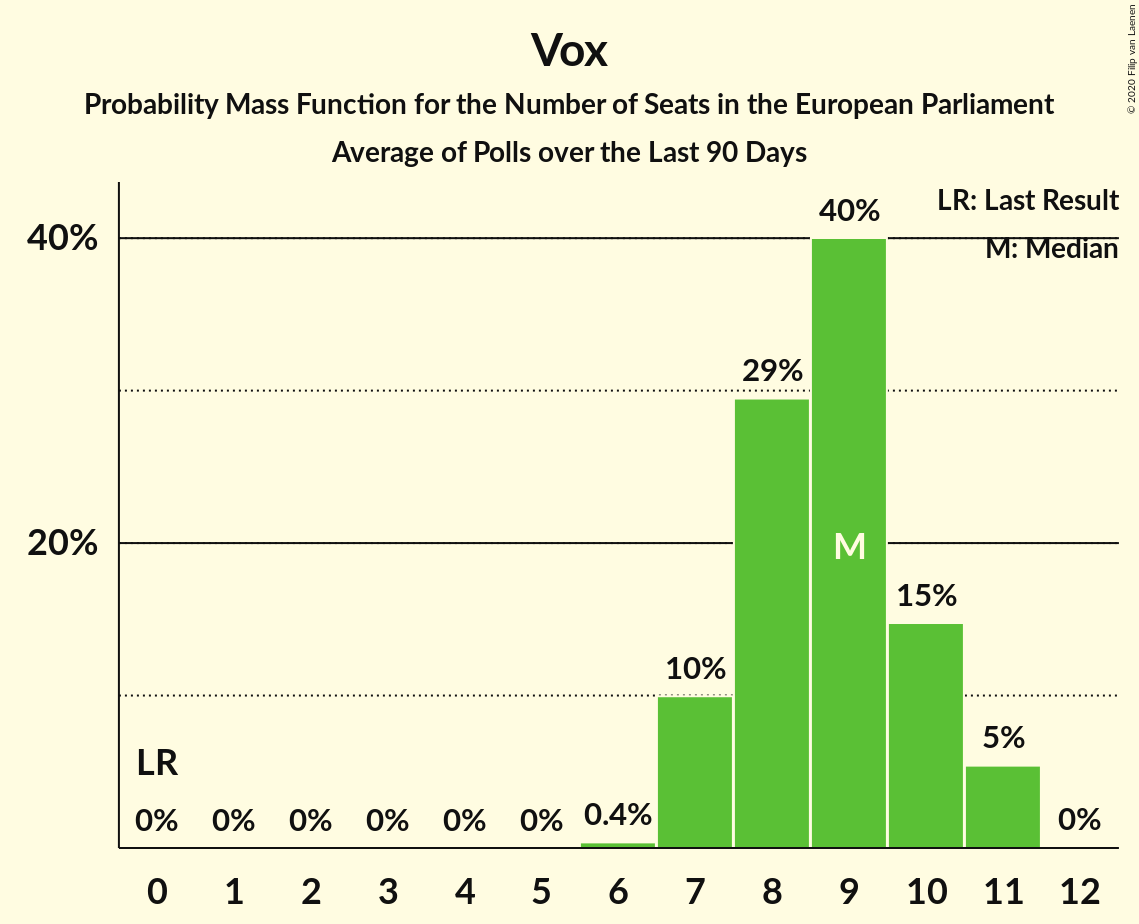 Vox
Probability Mass Function for the Number of Seats in the European Parliament
Average of Polls over the Last 90 Days
© 2020 Filip van Laenen
LR: Last Result
M: Median
40%
20%
LR
0%
0%
0%
0%
0%
0%
0.4%
10%
29%
40%
M
15%
5%
0%
0 1 2 3 4 5 6 7 8 9 10 11 12